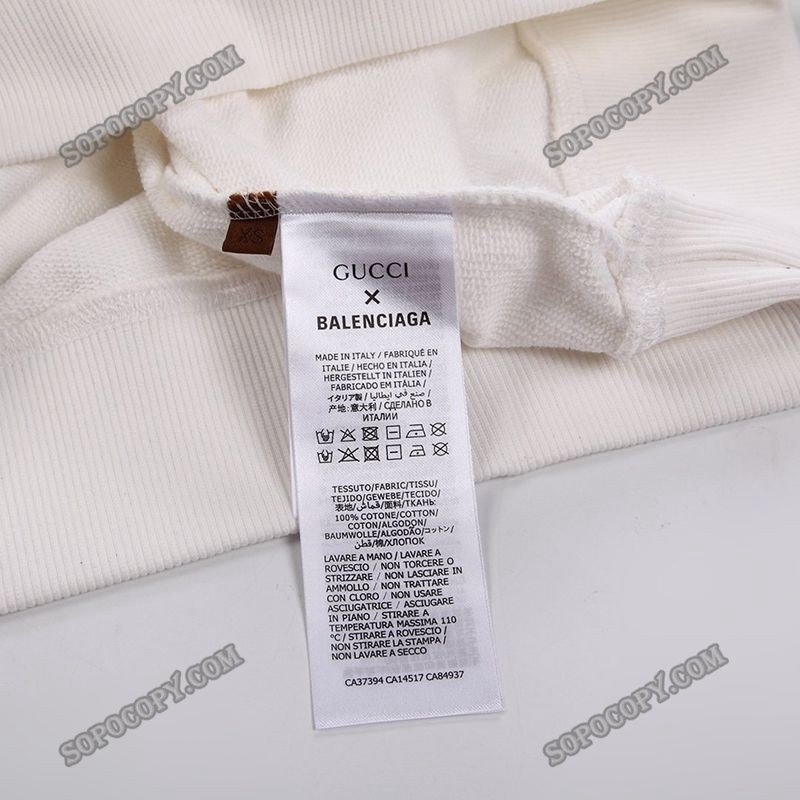 SOPOCOPY.COM
SOPOCOPY.COM
XS
GUCCI
X
BALENCIAGA
MADE IN ITALY / FABRIQUÉ EN
ITALIE / HECHO EN ITALIA /
HERGESTELLT IN ITALIEN /
FABRICADO EM ITÁLIA /
イタリア製 / صنع في ايطاليا /
产地: 意大利 / СДЕЛАНО В
ИТАЛИИ
TESSUTO/FABRIC/TISSU/
TEJIDO/GEWEBE/TECIDO/
表地/قماش/面料/ТКАНЬ:
100% COTONE/COTTON/
COTON/ALGODON/
BAUMWOLLE/ALGODÃO/コットン/
قطن/棉/ХЛОПОК
LAVARE A MANO / LAVARE A
ROVESCIO / NON TORCERE O
STRIZZARE / NON LASCIARE IN
AMMOLLO / NON TRATTARE
CON CLORO / NON USARE
ASCIUGATRICE / ASCIUGARE
IN PIANO / STIRARE A
TEMPERATURA MASSIMA 110
°C / STIRARE A ROVESCIO /
NON STIRARE LA STAMPA /
NON LAVARE A SECCO
CA37394 CA14517 CA84937
SOPOCOPY.COM
SOPOCOPY.COM